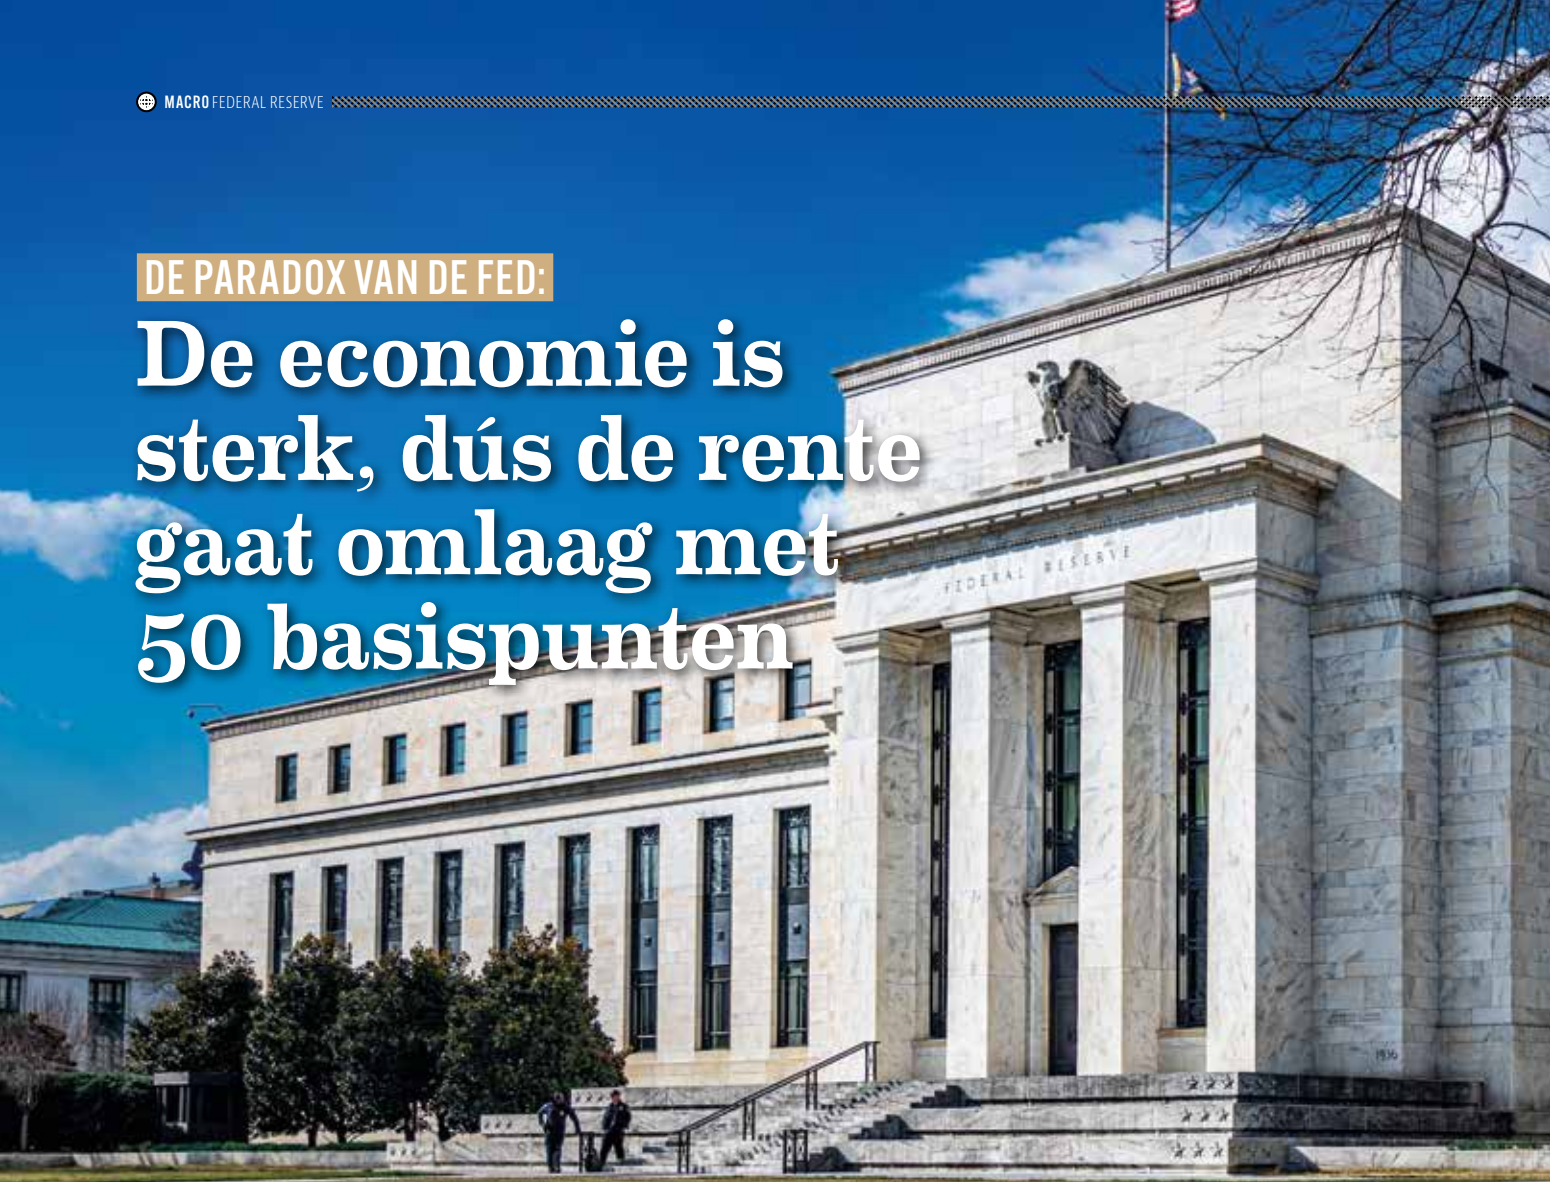 MACRO FEDERAL RESERVE
DE PARADOX VAN DE FED:
De economie is
sterk, dús de rente
gaat omlaag met
50 basispunten
FEDERAL RESERVE
1936